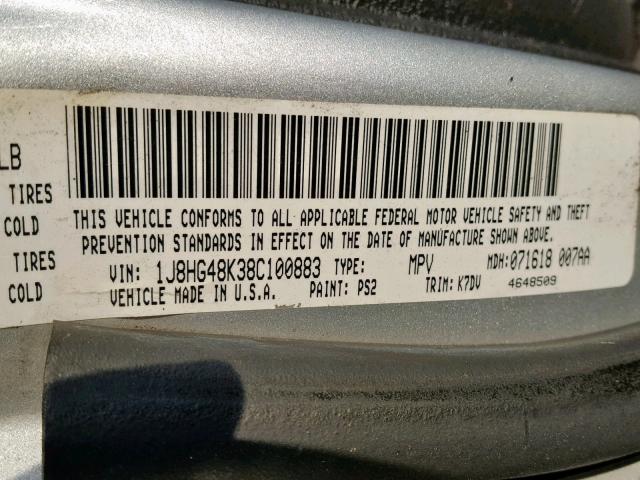 LB
TIRES
COLD
TIRES
COLD
THIS VEHICLE CONFORMS TO ALL APPLICABLE FEDERAL MOTOR VEHICLE SAFETY AND THEFT
PREVENTION STANDARDS IN EFFECT ON THE DATE OF MANUFACTURE SHOWN ABOVE.
VIN: 1J8HG48K38C100883 TYPE: MPV MDH:071618 007AA
VEHICLE MADE IN U.S.A. PAINT: PS2 TRIM: K7DV 4648509